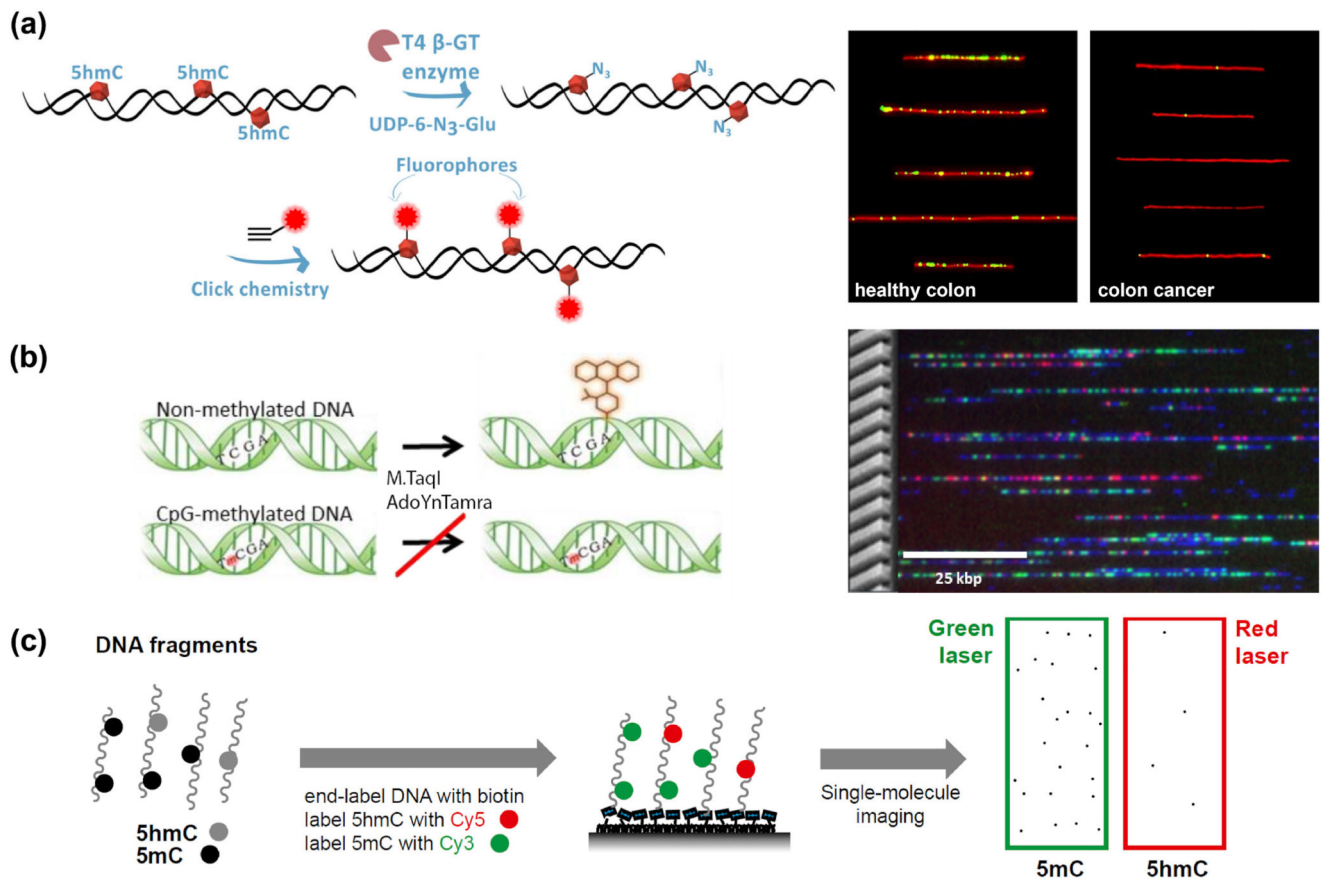 (a)
5hmC
5hmC
5hmC
T4 β-GT
enzyme
UDP-6-N3-Glu
N3
N3
N3
Fluorophores
Click chemistry
healthy colon
colon cancer
(b)
Non-methylated DNA
TCGA
TCGA
M.TaqI
AdoYnTamra
CpG-methylated DNA
TmCGA
TmCGA
25 kbp
(c)
DNA fragments
5hmC
5mC
end-label DNA with biotin
label 5hmC with Cy5
label 5mC with Cy3
Single-molecule
imaging
Green
laser
Red
laser
5mC
5hmC